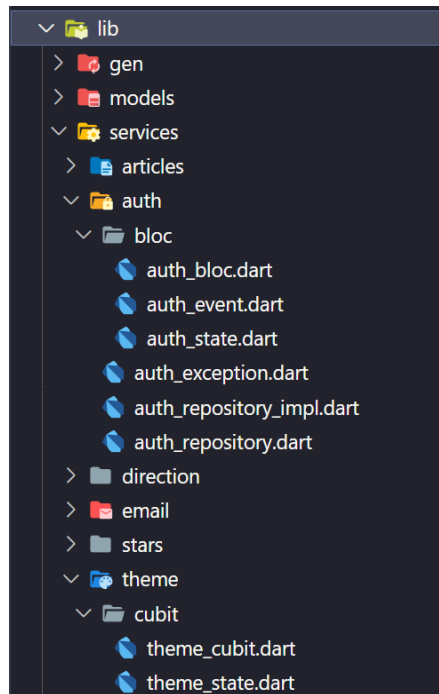 lib
gen
models
services
articles
auth
bloc
auth_bloc.dart
auth_event.dart
auth_state.dart
auth_exception.dart
auth_repository_impl.dart
auth_repository.dart
direction
email
stars
theme
cubit
theme_cubit.dart
theme_state.dart